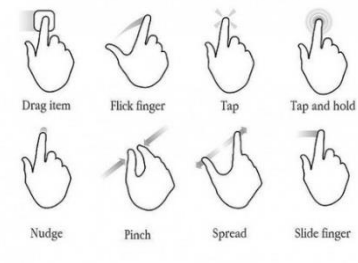 Drag item
Flick finger
Tap
Tap and hold
Nudge
Pinch
Spread
Slide finger